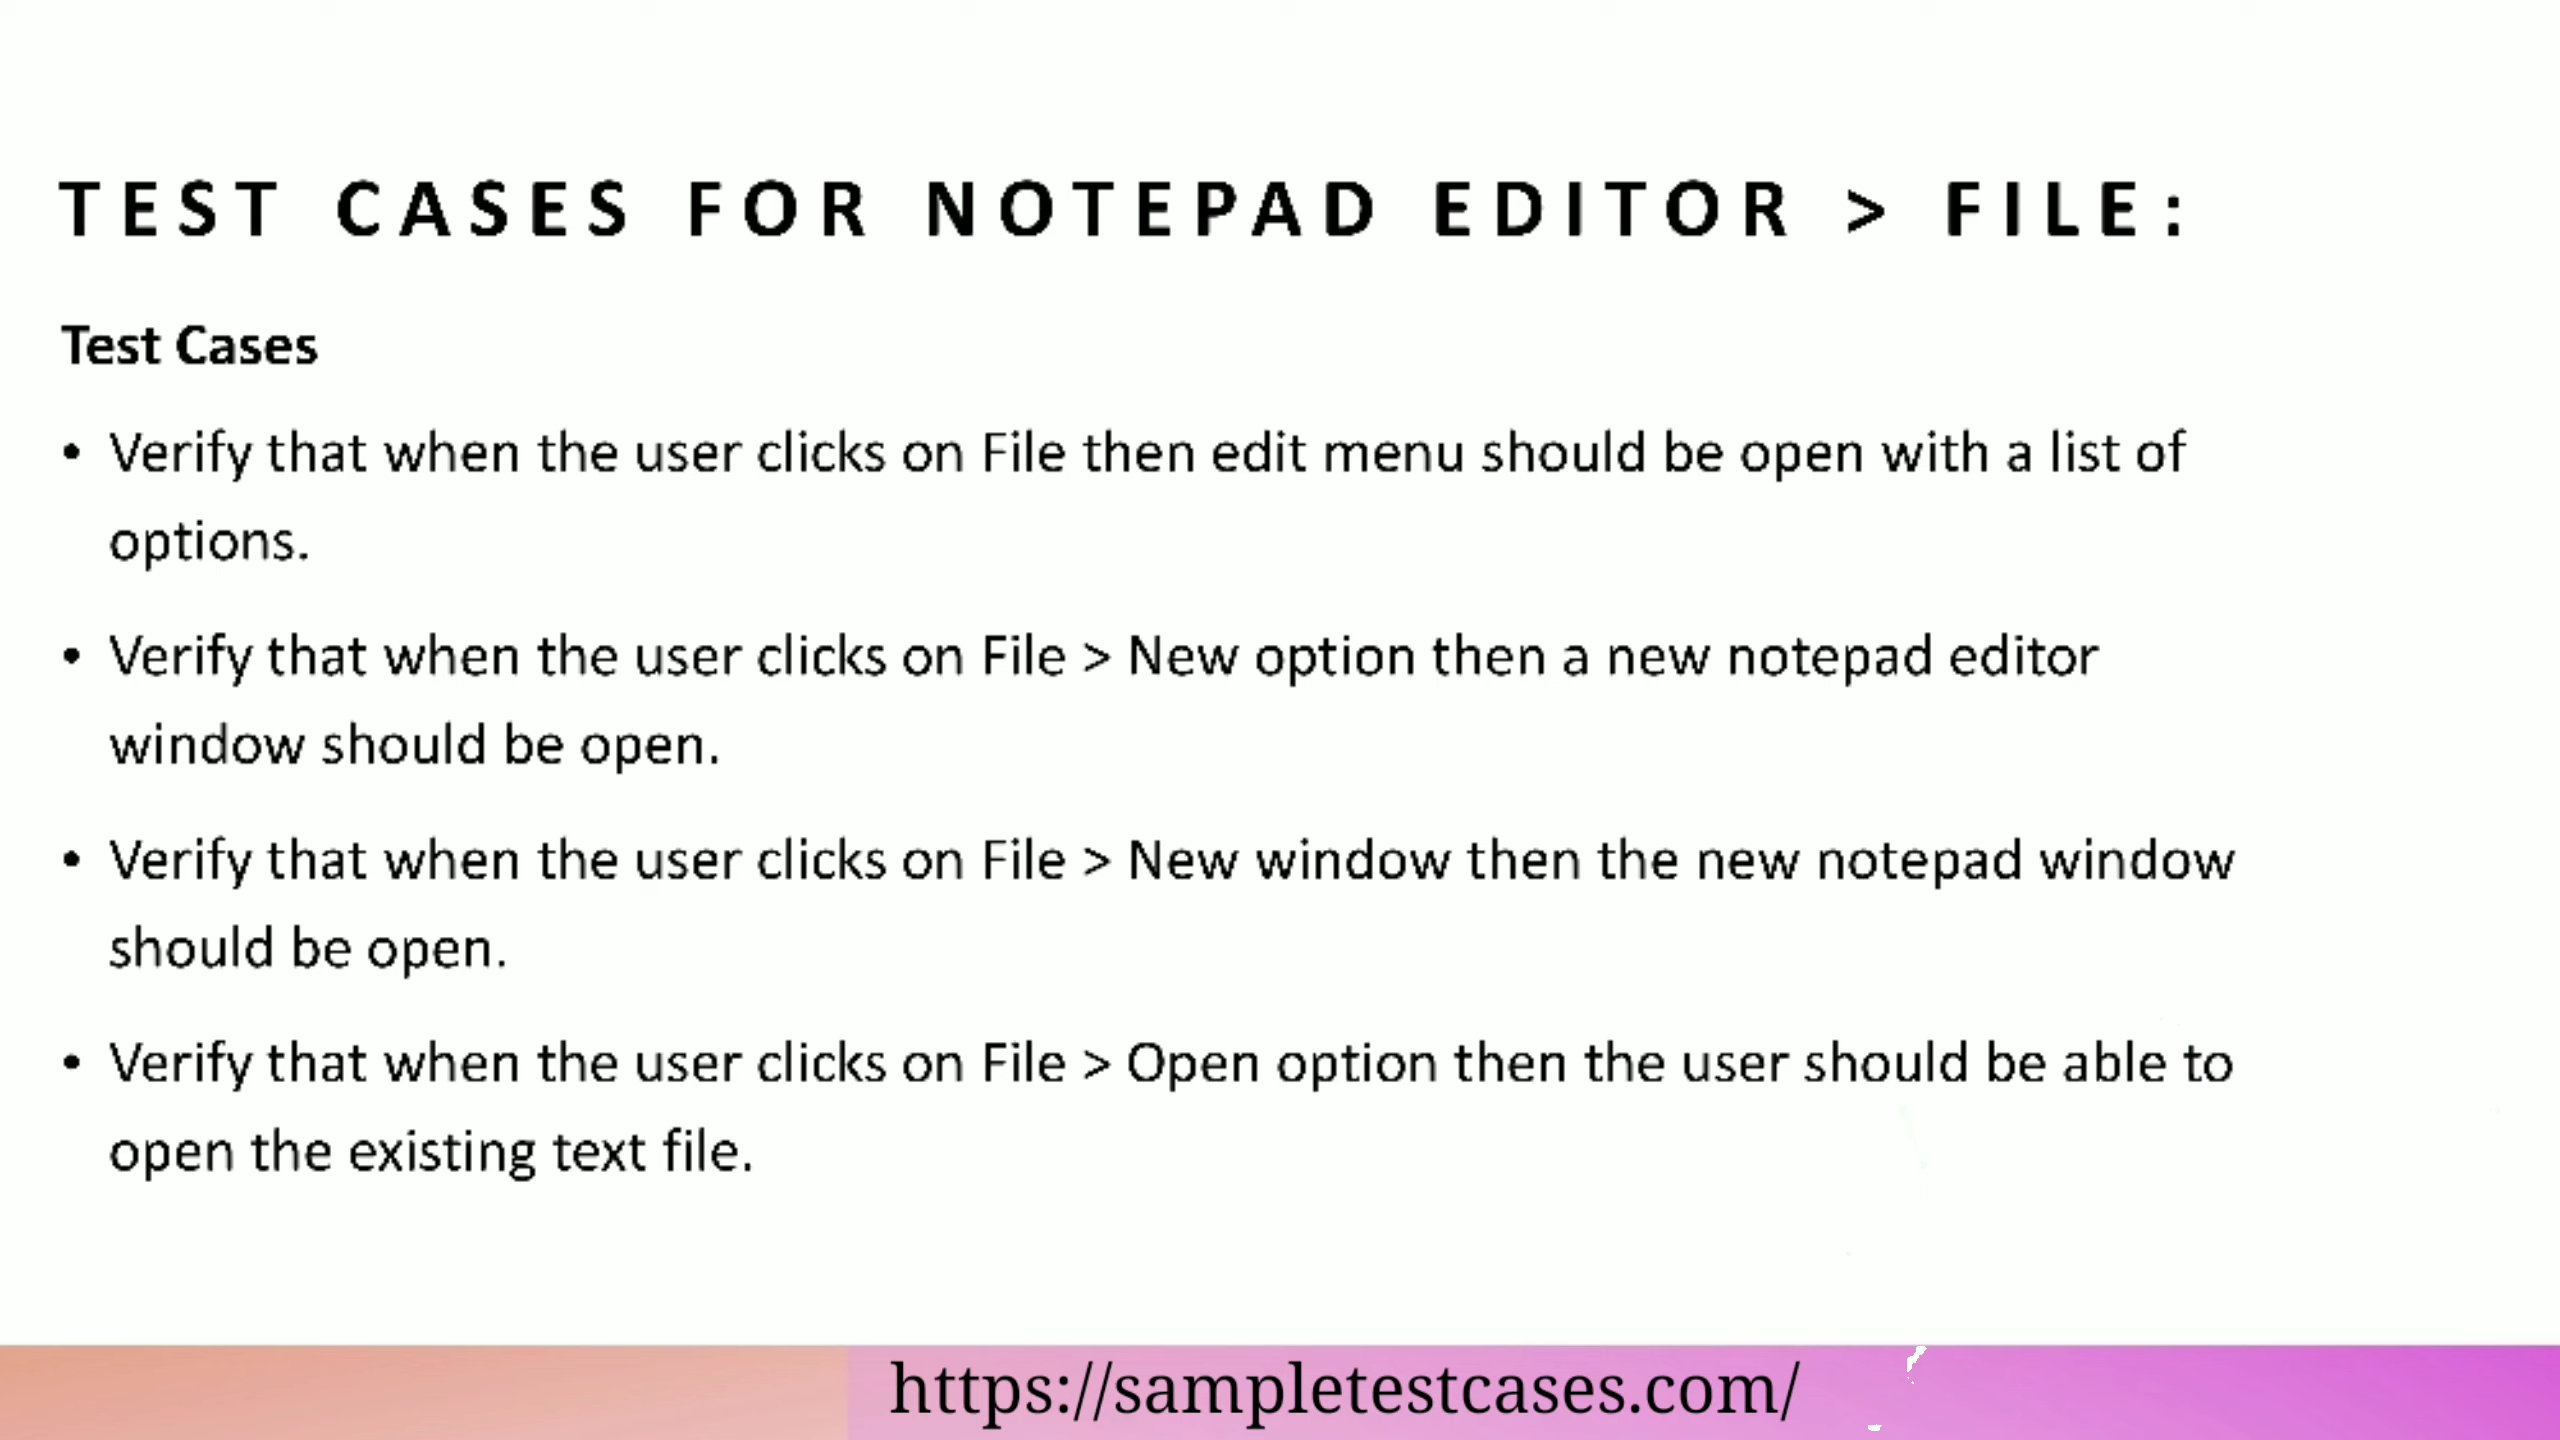 TEST CASES FOR NOTEPAD EDITOR > FILE:
Test Cases
• Verify that when the user clicks on File then edit menu should be open with a list of
options.
• Verify that when the user clicks on File > New option then a new notepad editor
window should be open.
• Verify that when the user clicks on File > New window then the new notepad window
should be open.
• Verify that when the user clicks on File > Open option then the user should be able to
open the existing text file.
https://sampletestcases.com/